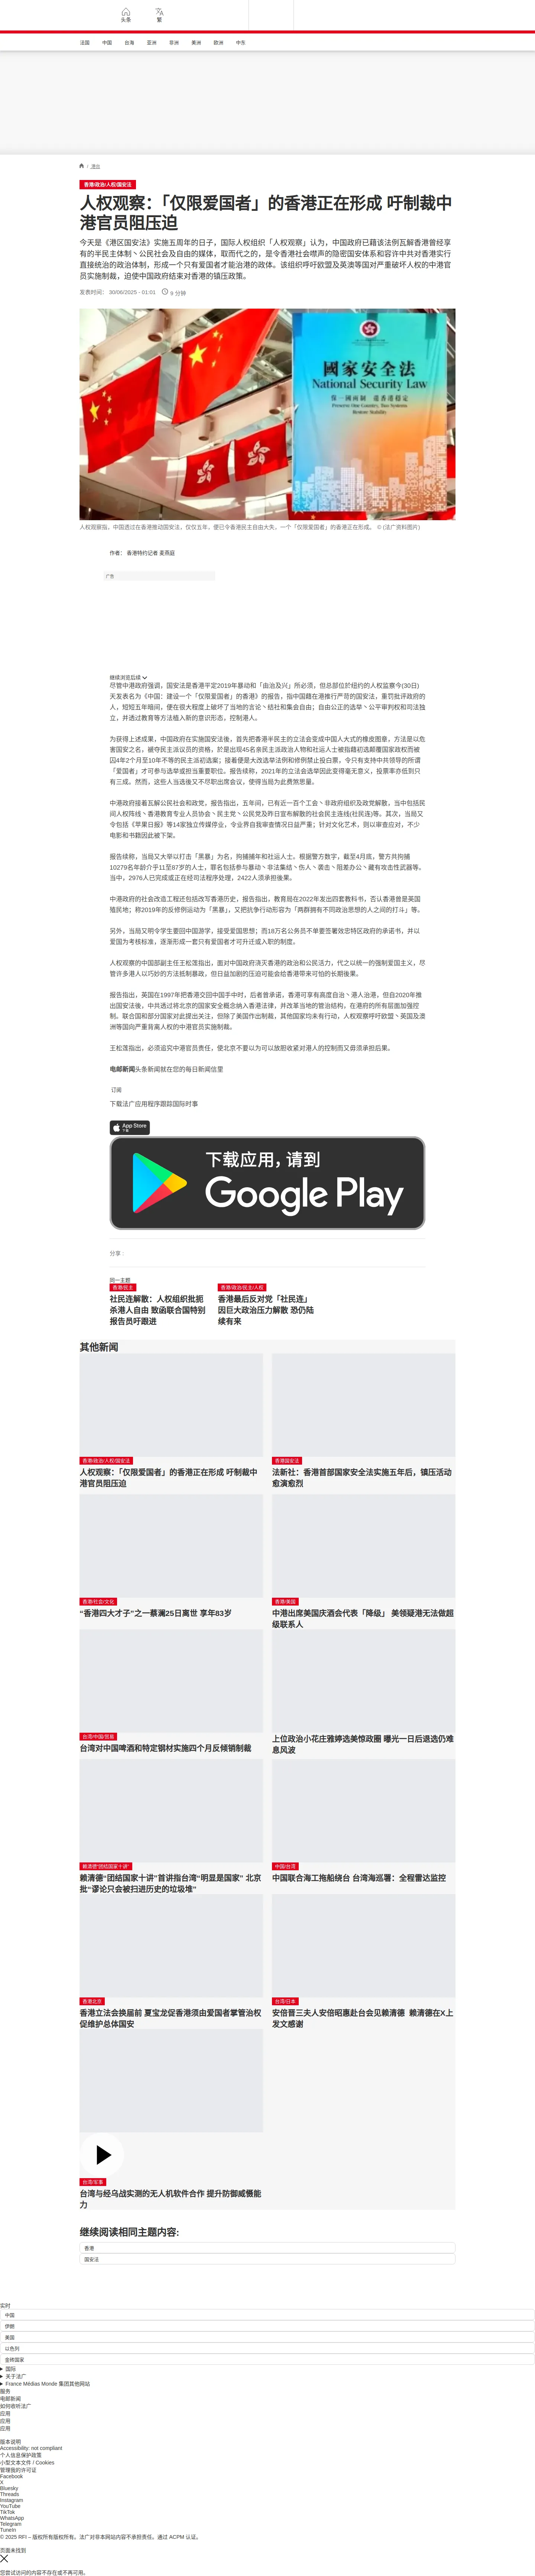 头条
繁
法国
中国
台海
亚洲
非洲
美洲
欧洲
中东
/ 港台
香港/政治/人权/国安法
人权观察：「仅限爱国者」的香港正在形成 吁制裁中
港官员阻压迫
今天是《港区国安法》实施五周年的日子，国际人权组织「人权观察」认为，中国政府已藉该法例瓦解香港曾经享
有的半民主体制丶公民社会及自由的媒体，取而代之的，是令香港社会噤声的隐密国安体系和容许中共对香港实行
直接统治的政治体制，形成一个只有爱国者才能治港的政体。该组织呼吁欧盟及英澳等国对严重破坏人权的中港官
员实施制裁，迫使中国政府结束对香港的镇压政策。
发表时间： 30/06/2025 - 01:01
9 分钟
國家安全法
National Security Law
保一國兩制 還香港穩定
Preserve One Country, Two Systems
Restore Stability
人权观察指，中国透过在香港推动国安法，仅仅五年，便已令香港民主自由大失，一个「仅限爱国者」的香港正在形成。 © (法广资料图片)
作者： 香港特约记者 麦燕庭
广告
继续浏览后续
尽管中港政府强调，国安法是香港平定2019年暴动和「由治及兴」所必须，但总部位於纽约的人权监察今(30日)
天发表名为《中国：建设一个「仅限爱国者」的香港》的报告，指中国藉在港推行严苛的国安法，重罚批评政府的
人，短短五年暗间，便在很大程度上破坏了当地的言论丶结社和集会自由；自由公正的选举丶公平审判权和司法独
立，并透过教育等方法植入新的意识形态，控制港人。
为获得上述成果，中国政府在实施国安法後，首先把香港半民主的立法会变成中国人大式的橡皮图章，方法是以危
害国安之名，褫夺民主派议员的资格，於是出现45名亲民主派政治人物和社运人士被指藉初选颠覆国家政权而被
囚4年2个月至10年不等的民主派初选案；接着便是大改选举法例和修例禁止投白票，令只有支持中共领导的所谓
「爱国者」才可参与选举或担当重要职位。报告续称，2021年的立法会选举因此变得毫无意义，投票率亦低到只
有三成。然而，这些人当选後又不尽职出席会议，使得当局为此费煞思量。
中港政府接着瓦解公民社会和政党，报告指出，五年间，已有近一百个工会丶非政府组织及政党解散，当中包括民
间人权阵线丶香港教育专业人员协会丶民主党丶公民党及昨日宣布解散的社会民主连线(社民连)等。其次，当局又
令包括《苹果日报》等14家独立传媒停业，令业界自我审查情况日益严重；针对文化艺术，则以审查应对，不少
电影和书籍因此被下架。
报告续称，当局又大举以打击「黑暴」为名，拘捕捕年和社运人士。根据警方数字，截至4月底，警方共拘捕
10279名年龄介乎11至87岁的人士，罪名包括参与暴动丶非法集结丶伤人丶袭击丶阻差办公丶藏有攻击性武器等。
当中，2976人已完成或正在经司法程序处理，2422人须承担後果。
中港政府的社会改造工程还包括改写香港历史，报告指出，教育局在2022年发出四套教科书，否认香港曾是英国
殖民地；称2019年的反修例运动为「黑暴」，又把抗争行动形容为「两群拥有不同政治思想的人之间的打斗」等。
另外，当局又明令学生要回中国游学，接受爱国思想；而18万名公务员不单要签署效忠特区政府的承诺书，并以
爱国为考核标准，逐渐形成一套只有爱国者才可升迁或入职的制度。
人权观察的中国部副主任王松莲指出，面对中国政府浇灭香港的政治和公民活力，代之以统一的强制爱国主义，尽
管许多港人以巧妙的方法抵制暴政，但日益加剧的压迫可能会给香港带来可怕的长期後果。
报告指出，英国在1997年把香港交回中国手中时，后者曾承诺，香港可享有高度自治丶港人治港，但自2020年推
出国安法後，中共透过将北京的国家安全概念纳入香港法律，并改革当地的管治结构，在港府的所有层面加强控
制。联合国和部分国家对此提出关注，但除了美国作出制裁，其他国家均未有行动，人权观察呼吁欧盟丶英国及澳
洲等国向严重背离人权的中港官员实施制裁。
王松莲指出，必须追究中港官员责任，使北京不要以为可以放胆收紧对港人的控制而又毋须承担后果。
电邮新闻头条新闻就在您的每日新闻信里
订阅
下载法广应用程序跟踪国际时事
App Store
下载
下载应用，请到
Google Play
分享 :
同一主题
香港/民主
社民连解散：人权组织批扼
杀港人自由 致函联合国特别
报告员吁跟进
香港/政治/民主/人权
香港最后反对党「社民连」
因巨大政治压力解散 恐仍陆
续有来
其他新闻
香港/政治/人权/国安法
人权观察：「仅限爱国者」的香港正在形成 吁制裁中
港官员阻压迫
香港国安法
法新社：香港首部国家安全法实施五年后，镇压活动
愈演愈烈
香港/社会/文化
“香港四大才子”之一蔡澜25日离世 享年83岁
香港/美国
中港出席美国庆酒会代表「降级」 美领疑港无法做超
级联系人
台湾/中国/贸易
台湾对中国啤酒和特定钢材实施四个月反倾销制裁
上位政治小花庄雅婷选美惊政圈 曝光一日后退选仍难
息风波
赖清德“团结国家十讲”
赖清德“团结国家十讲”首讲指台湾“明显是国家” 北京
批“谬论只会被扫进历史的垃圾堆”
中国/台湾
中国联合海工拖船绕台 台湾海巡署：全程雷达监控
香港北京
香港立法会换届前 夏宝龙促香港须由爱国者掌管治权
促维护总体国安
台湾/日本
安倍晋三夫人安倍昭惠赴台会见赖清德 赖清德在X上
发文感谢
台湾/军事
台湾与经乌战实测的无人机软件合作 提升防御威慑能
力
继续阅读相同主题内容:
香港
国安法
实时
中国
伊朗
美国
以色列
金砖国家
国际
关于法广
France Médias Monde 集团其他网站
服务
电邮新闻
如何收听法广
应用
应用
应用
版本说明
Accessibility: not compliant
个人信息保护政策
小型文本文件 / Cookies
管理我的许可证
Facebook
X
Bluesky
Threads
Instagram
YouTube
TikTok
WhatsApp
Telegram
TuneIn
© 2025 RFI – 版权所有版权所有。法广对非本网站内容不承担责任。通过 ACPM 认证。
页面未找到
您尝试访问的内容不存在或不再可用。